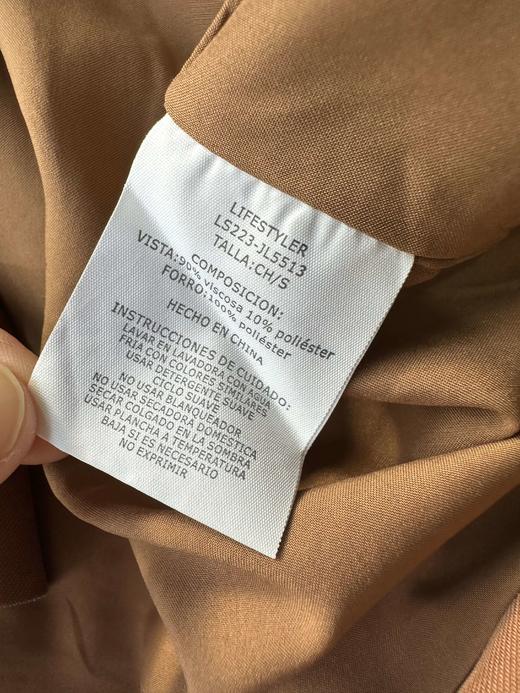 LIFESTYLER
LS223-JL5513
TALLA:CH/S
COMPOSICION:
VISTA:90% viscosa 10% poliéster
FORRO:100% poliéster
HECHO EN CHINA
INSTRUCCIONES DE CUIDADO:
LAVAR EN LAVADORA CON AGUA
FRIA CON COLORES SIMILARES
USAR DETERGENTE SUAVE
CICLO SUAVE
NO USAR BLANQUEADOR
NO USAR SECADORA DOMESTICA
SECAR COLGADO EN LA SOMBRA
USAR PLANCHA A TEMPERATURA
BAJA SI ES NECESARIO
NO EXPRIMIR